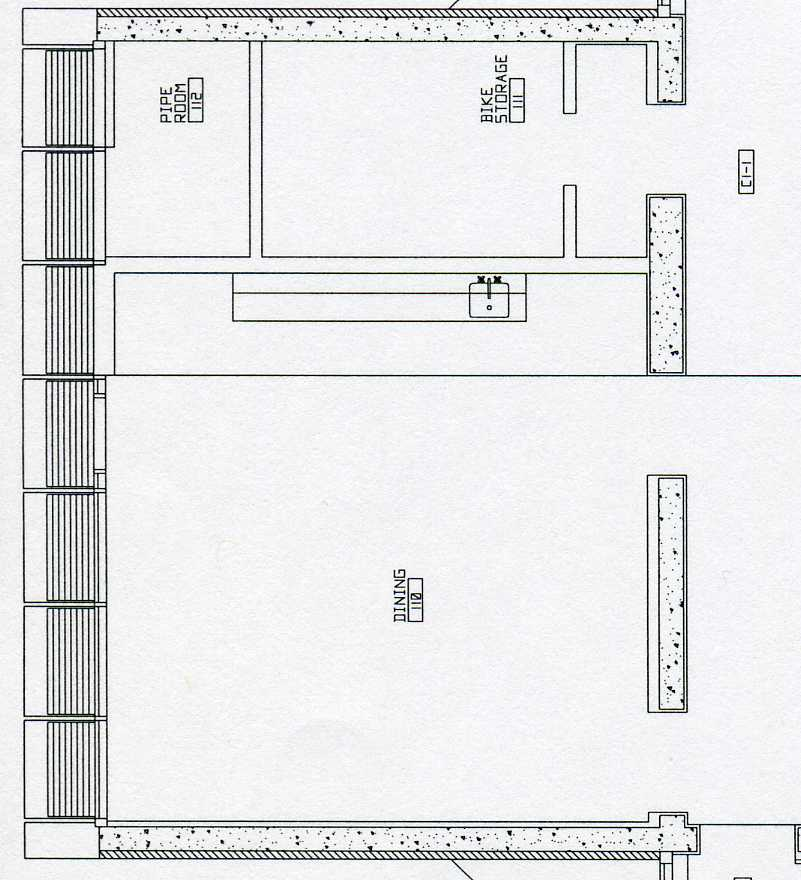 PIPE
ROOM
112
BIKE
STORAGE
111
C1-1
DINING
110